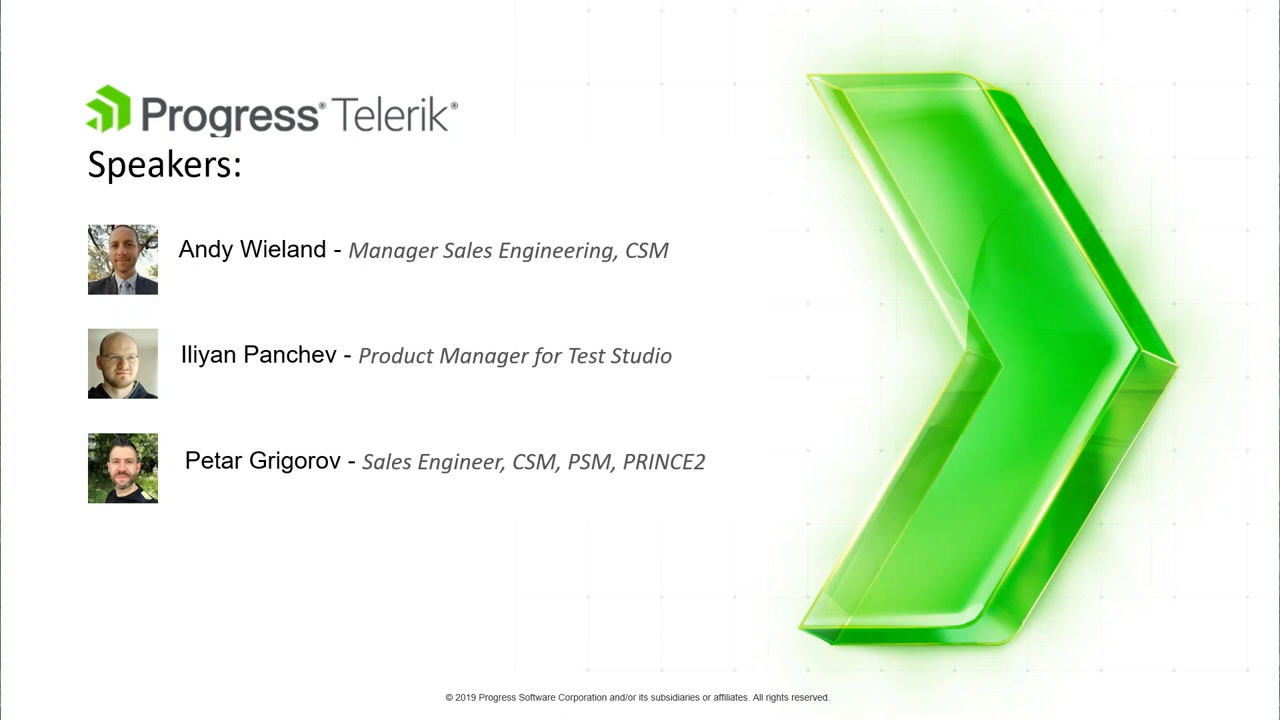 Progress® Telerik®
Speakers:
Andy Wieland - Manager Sales Engineering, CSM
Iliyan Panchev - Product Manager for Test Studio
Petar Grigorov - Sales Engineer, CSM, PSM, PRINCE2
© 2019 Progress Software Corporation and/or its subsidiaries or affiliates. All rights reserved.